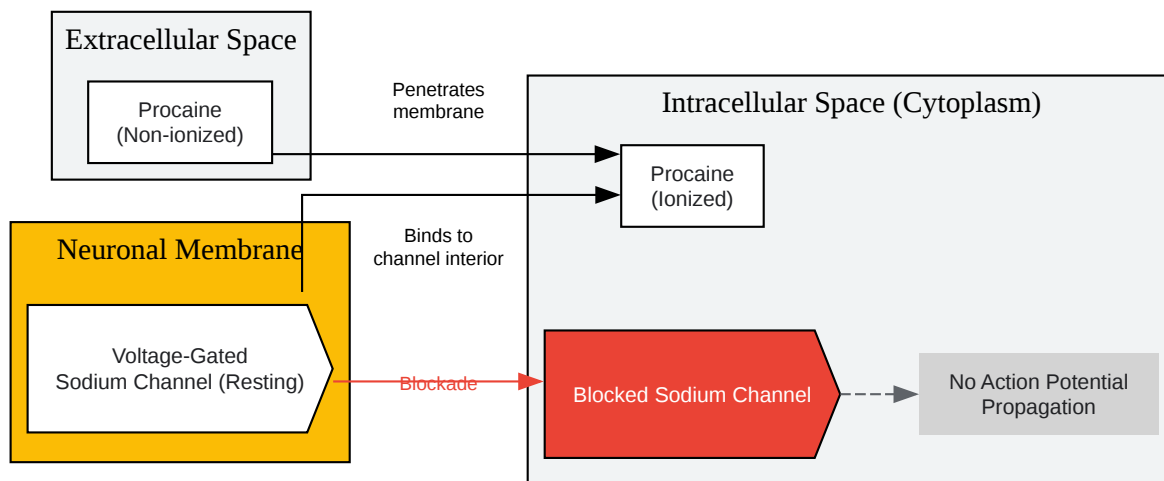 Extracellular Space
Procaine
(Non-ionized)
Penetrates
membrane
Intracellular Space (Cytoplasm)
Procaine
(Ionized)
Neuronal Membrane
Binds to
channel interior
Voltage-Gated
Sodium Channel (Resting)
Blockade
Blocked Sodium Channel
No Action Potential
Propagation